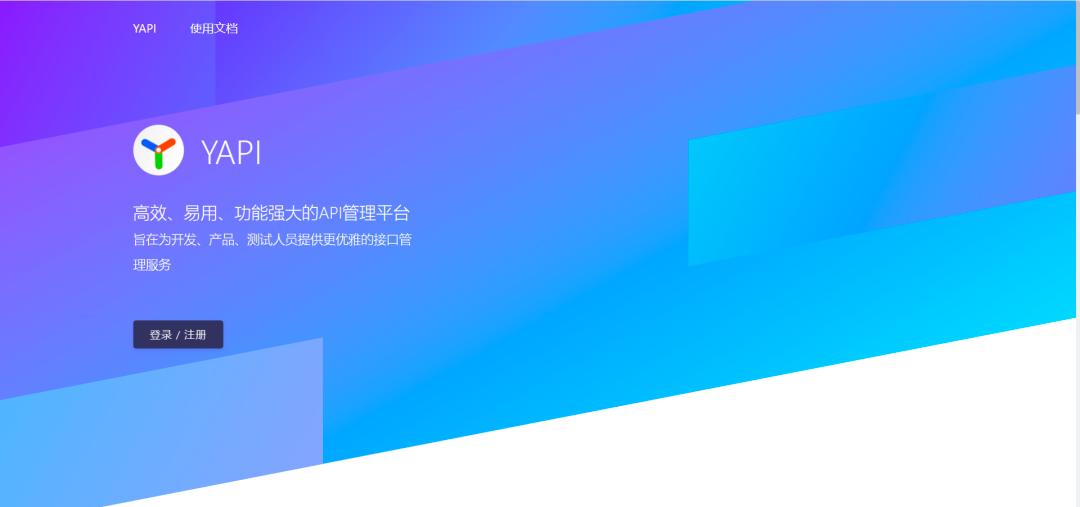 YAPI 使用文档
YAPI
高效、易用、功能强大的API管理平台
旨在为开发、产品、测试人员提供更优雅的接口管
理服务
登录 / 注册